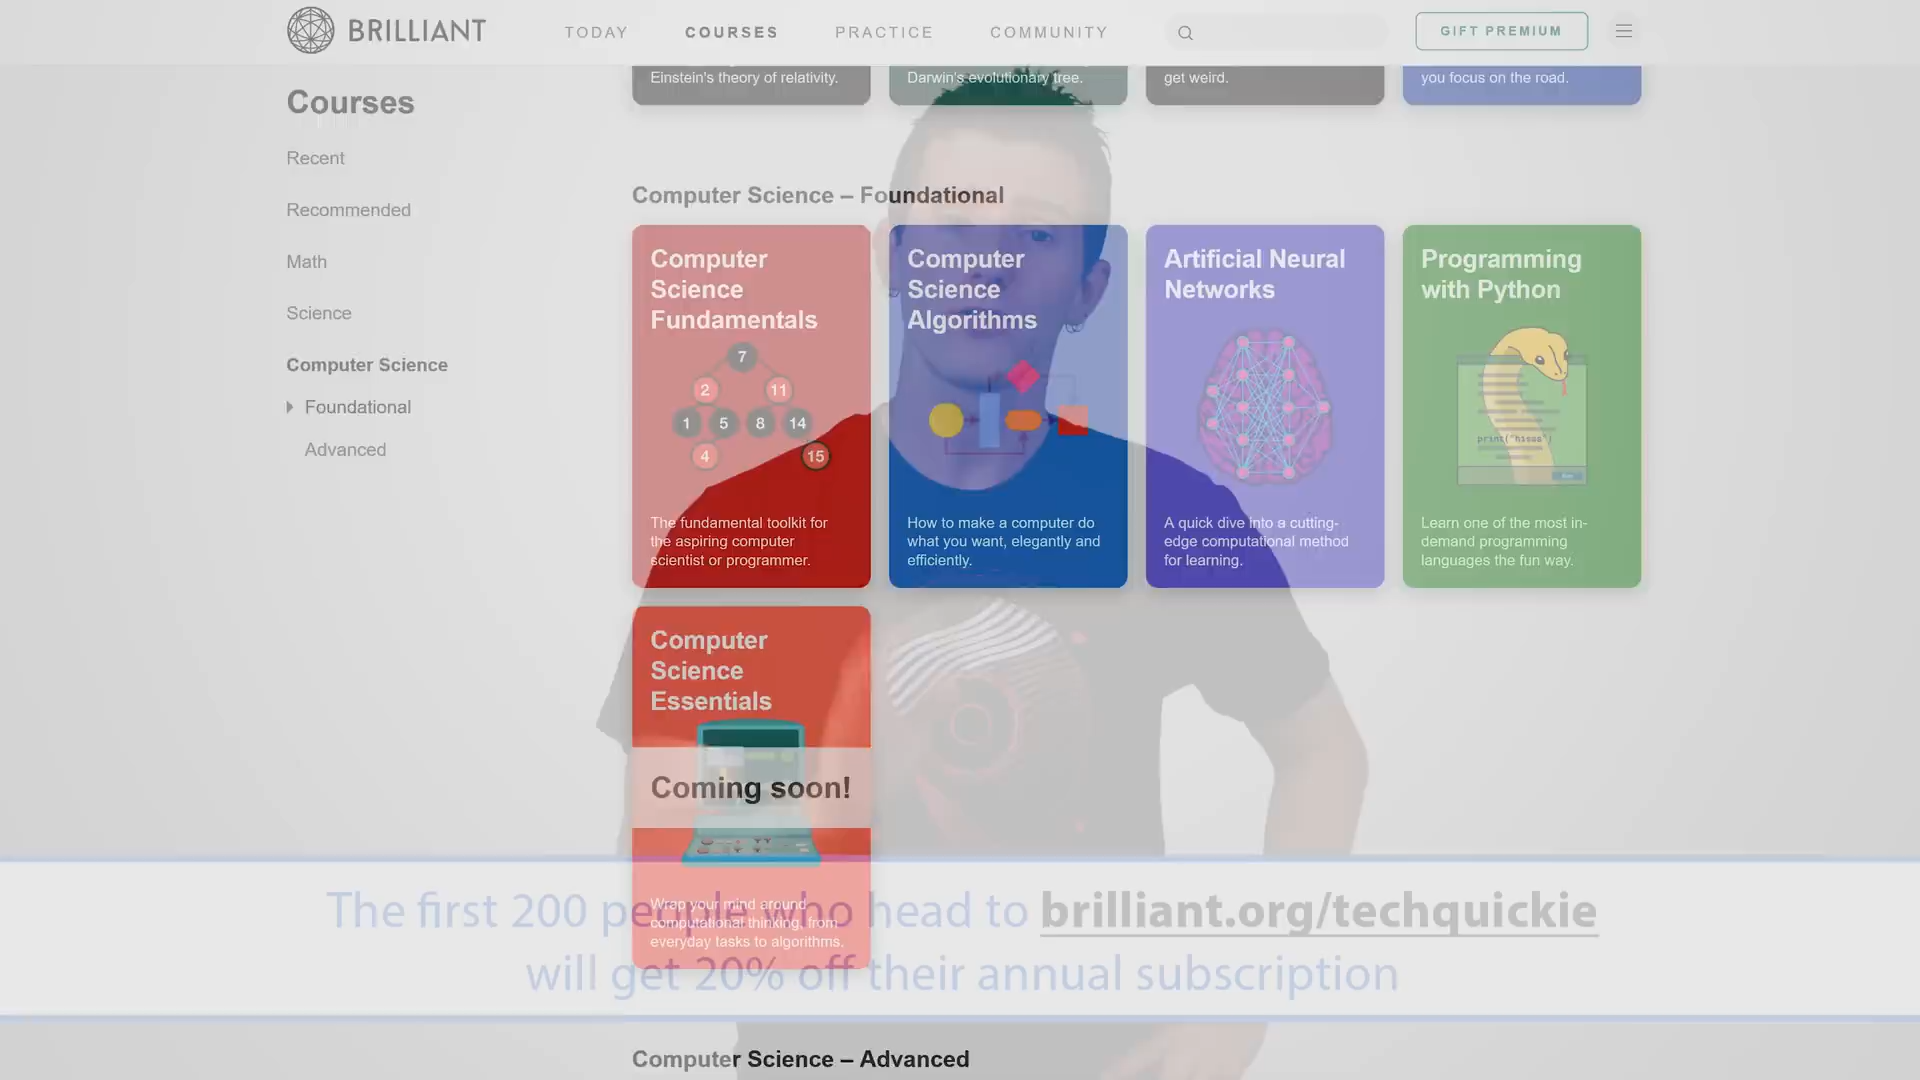 BRILLIANT
TODAY
COURSES
PRACTICE
COMMUNITY
GIFT PREMIUM
Courses
Recent
Recommended
Math
Science
Computer Science
Foundational
Advanced
Einstein's theory of relativity.
Darwin's evolutionary tree.
get weird.
you focus on the road.
Computer Science – Foundational
Computer
Science
Fundamentals
7
2
11
1
5
8
14
4
15
The fundamental toolkit for
the aspiring computer
scientist or programmer.
Computer
Science
Algorithms
How to make a computer do
what you want, elegantly and
efficiently.
Artificial Neural
Networks
A quick dive into a cutting-
edge computational method
for learning.
Programming
with Python
print("hisss")
Learn one of the most in-
demand programming
languages the fun way.
Computer
Science
Essentials
Coming soon!
Wrap your mind around
computational thinking, from
everyday tasks to algorithms.
The first 200 people who head to brilliant.org/techquickie
will get 20% off their annual subscription
Computer Science – Advanced